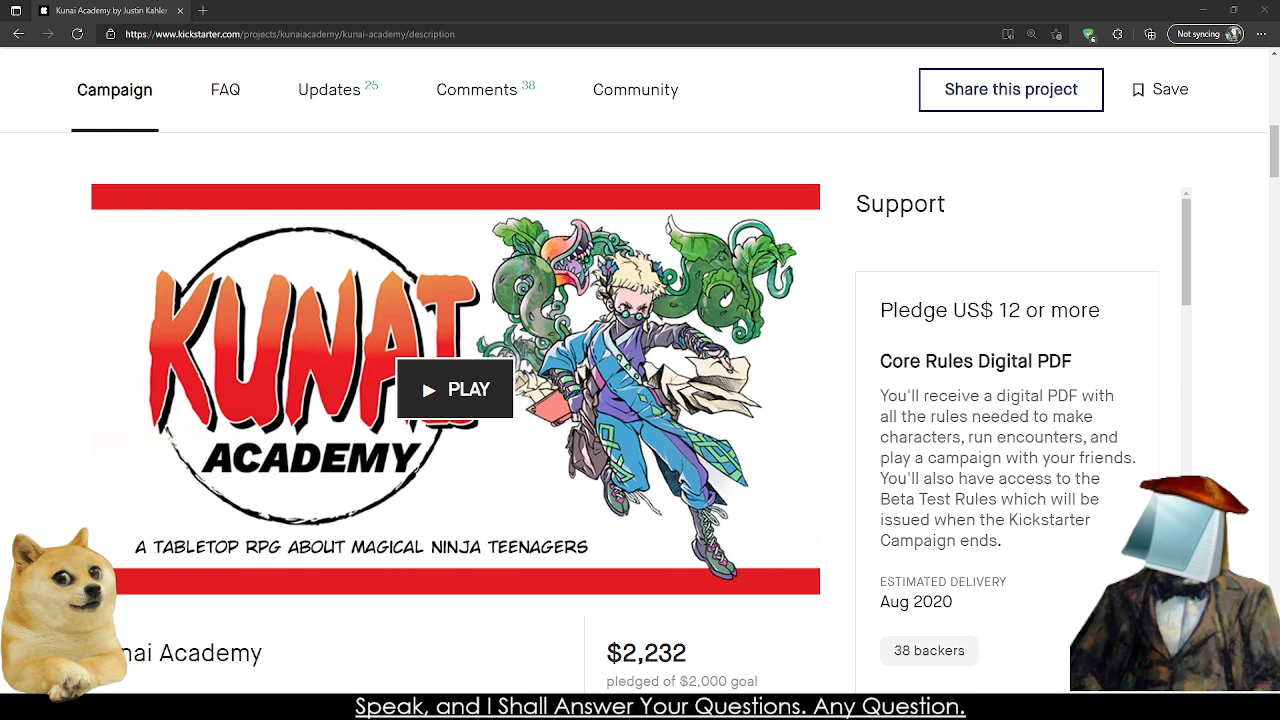 Kunai Academy by Justin Kahler
https://www.kickstarter.com/projects/kunaiacademy/kunai-academy/description
Not syncing
Campaign
FAQ
Updates 25
Comments 38
Community
Share this project
Save
KUNAI
ACADEMY
PLAY
A TABLETOP RPG ABOUT MAGICAL NINJA TEENAGERS
Support
Pledge US$ 12 or more
Core Rules Digital PDF
You'll receive a digital PDF with
all the rules needed to make
characters, run encounters, and
play a campaign with your friends.
You'll also have access to the
Beta Test Rules which will be
issued when the Kickstarter
Campaign ends.
ESTIMATED DELIVERY
Aug 2020
38 backers
nai Academy
$2,232
pledged of $2,000 goal
Speak, and I Shall Answer Your Questions. Any Question.